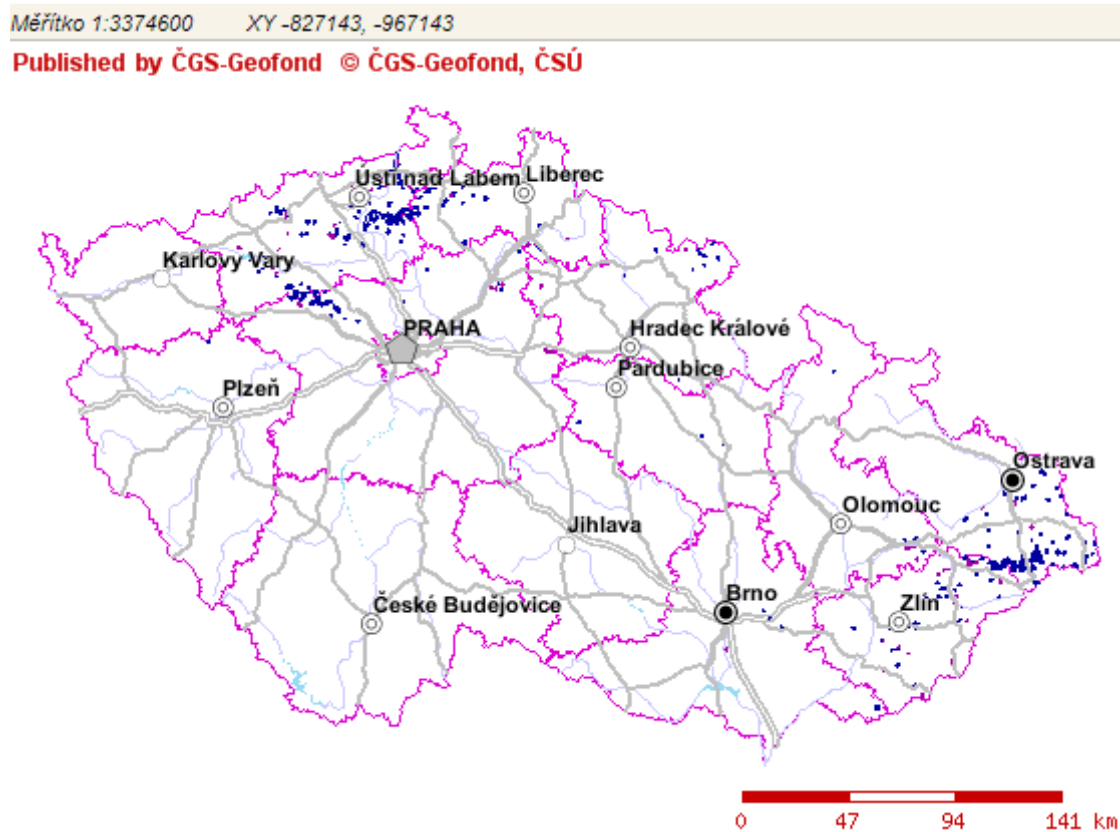 Měřítko 1:3374600 XY -827143, -967143
Published by ČGS-Geofond © ČGS-Geofond, ČSÚ
Ústí nad Labem
Liberec
Karlovy Vary
PRAHA
Hradec Králové
Pardubice
Plzeň
Ostrava
Olomouc
Jihlava
České Budějovice
Brno
Zlín
0 47 94 141 km